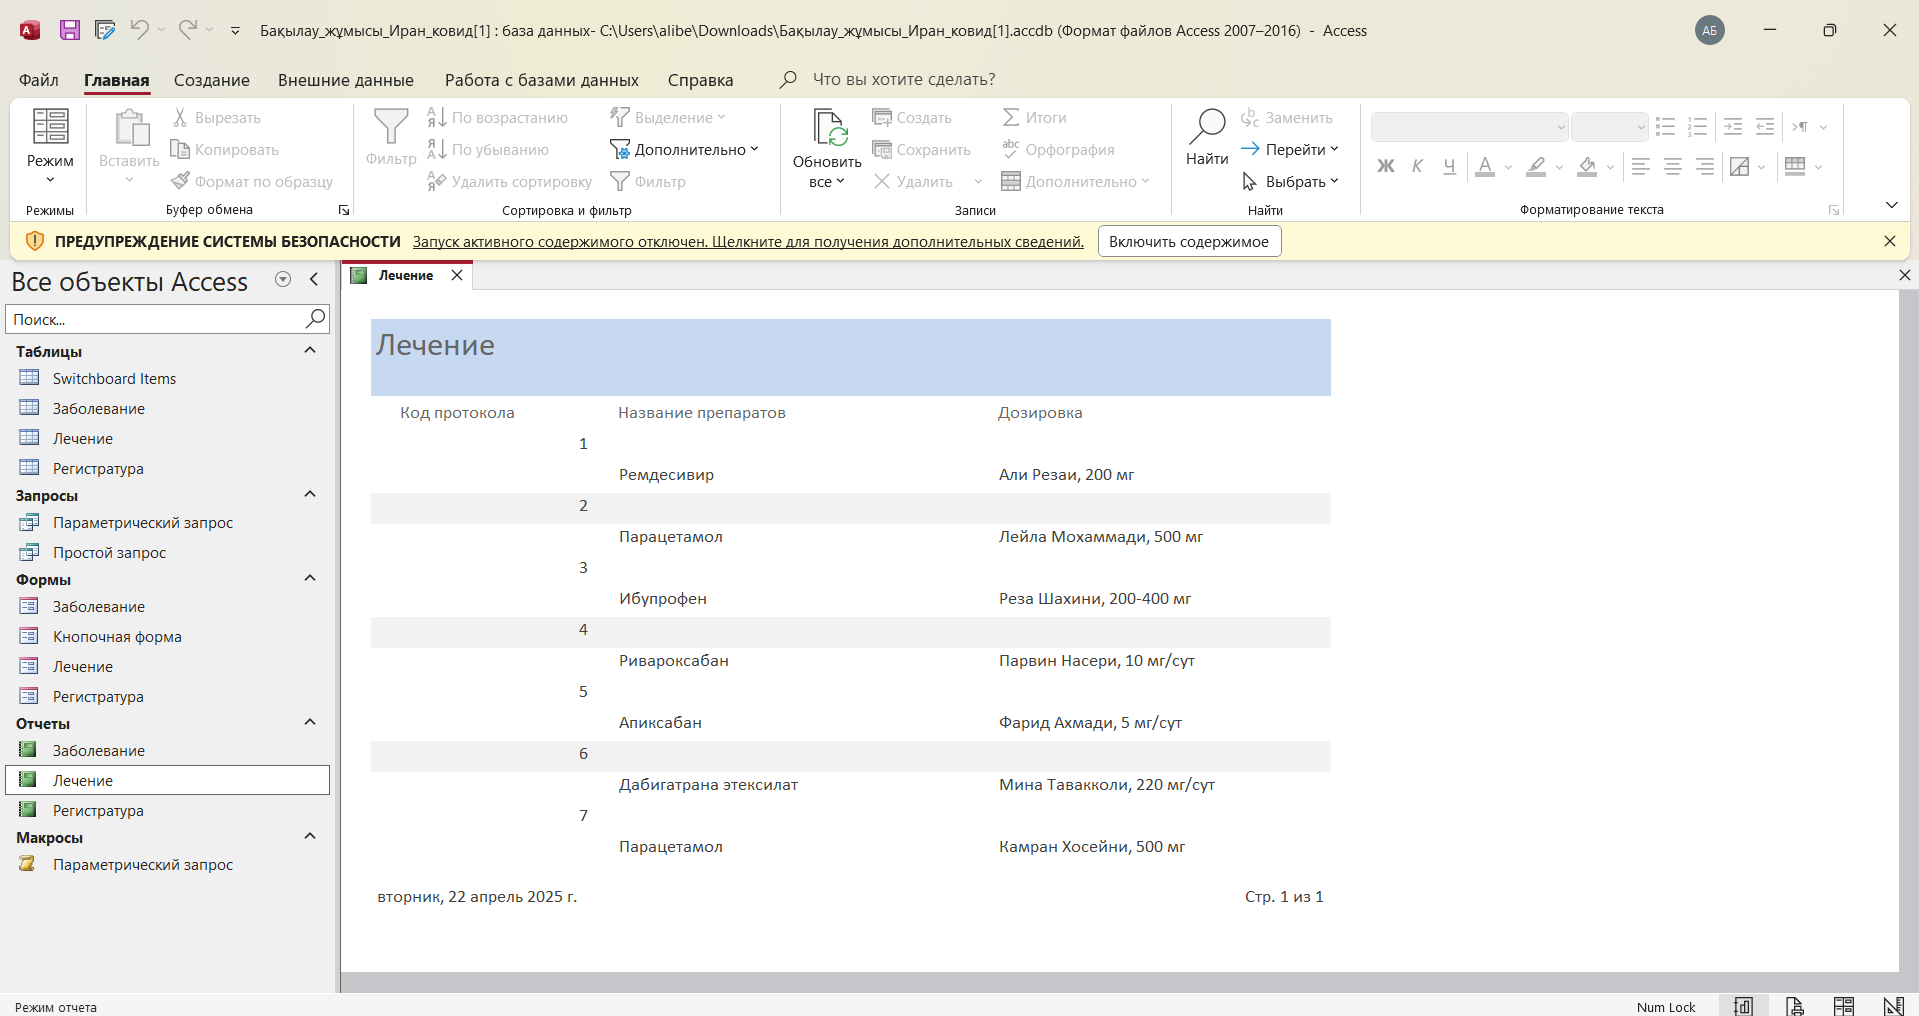 Бақылау_жұмысы_Иран_ковид[1] : база данных- C:\Users\alibe\Downloads\Бақылау_жұмысы_Иран_ковид[1].accdb (Формат файлов Access 2007–2016) - Access
АБ
Файл Главная Создание Внешние данные Работа с базами данных Справка Что вы хотите сделать?
Режим
Режимы
Вставить
Вырезать
Копировать
Формат по образцу
Буфер обмена
Фильтр
По возрастанию
По убыванию
Удалить сортировку
Выделение
Дополнительно
Фильтр
Сортировка и фильтр
Обновить
все
Создать
Сохранить
Удалить
Итоги
Орфография
Дополнительно
Записи
Найти
Заменить
Перейти
Выбрать
Найти
Ж К Ч А
Форматирование текста
ПРЕДУПРЕЖДЕНИЕ СИСТЕМЫ БЕЗОПАСНОСТИ Запуск активного содержимого отключен. Щелкните для получения дополнительных сведений. Включить содержимое
Все объекты Access
Поиск...
Таблицы
Switchboard Items
Заболевание
Лечение
Регистратура
Запросы
Параметрический запрос
Простой запрос
Формы
Заболевание
Кнопочная форма
Лечение
Регистратура
Отчеты
Заболевание
Лечение
Регистратура
Макросы
Параметрический запрос
Лечение
Лечение
Код протокола Название препаратов Дозировка
1
Ремдесивир Али Резаи, 200 мг
2
Парацетамол Лейла Мохаммади, 500 мг
3
Ибупрофен Реза Шахини, 200-400 мг
4
Ривароксабан Парвин Насери, 10 мг/сут
5
Апиксабан Фарид Ахмади, 5 мг/сут
6
Дабигатрана этексилат Мина Таваkколи, 220 мг/сут
7
Парацетамол Камран Хосейни, 500 мг
вторник, 22 апрель 2025 г. Стр. 1 из 1
Режим отчета Num Lock